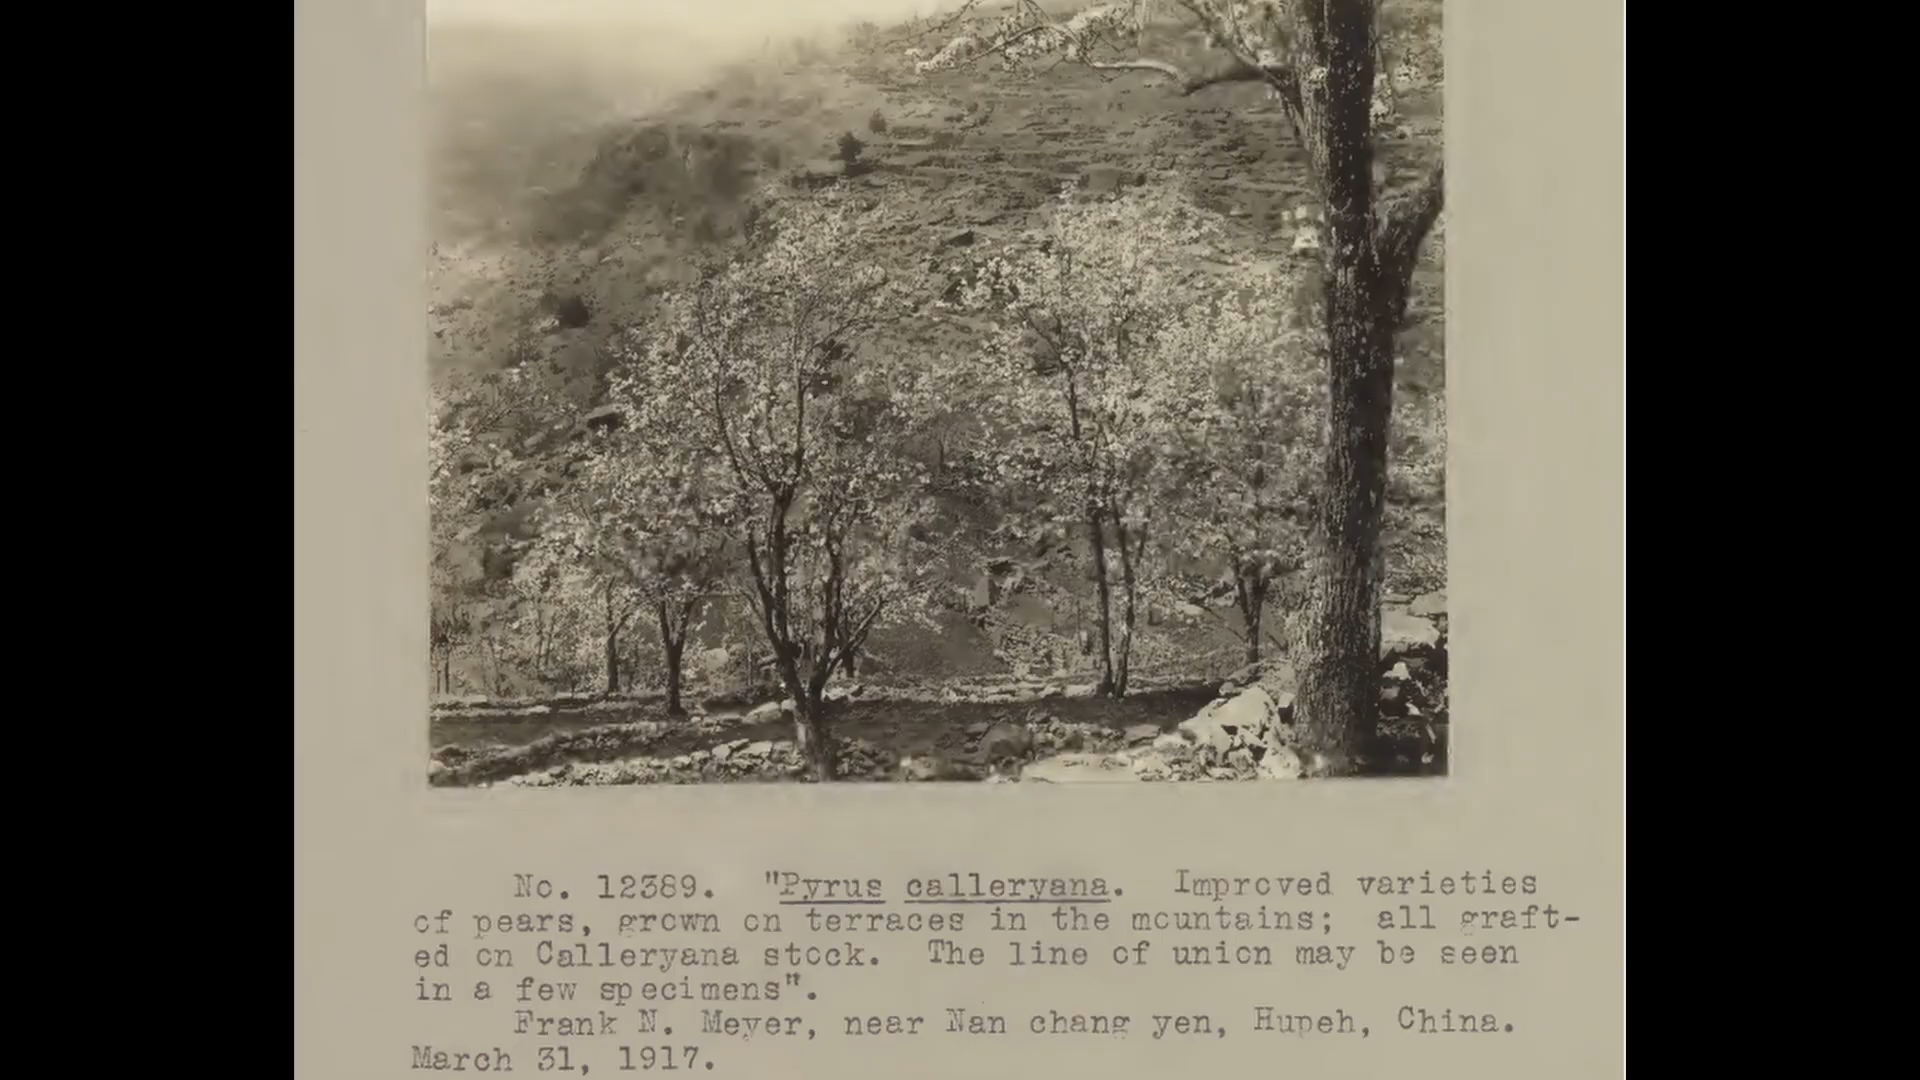 No. 12389. "Pyrus calleryana. Improved varieties
of pears, grown on terraces in the mountains; all graft-
ed on Calleryana stock. The line of union may be seen
in a few specimens".
Frank N. Meyer, near Nan chang yen, Hupeh, China.
March 31, 1917.